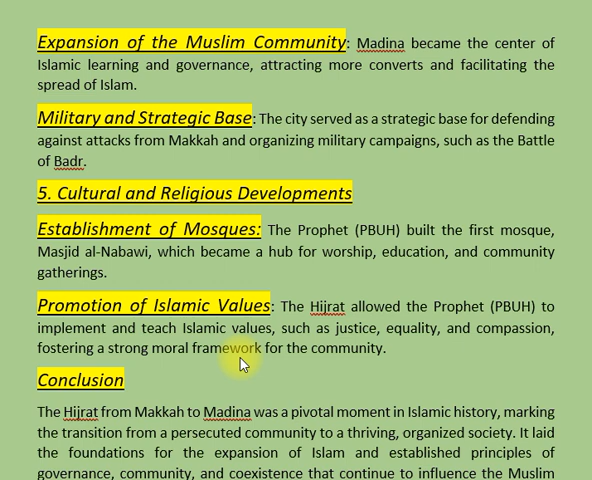 Expansion of the Muslim Community: Madina became the center of
Islamic learning and governance, attracting more converts and facilitating the
spread of Islam.
Military and Strategic Base: The city served as a strategic base for defending
against attacks from Makkah and organizing military campaigns, such as the Battle
of Badr.
5. Cultural and Religious Developments
Establishment of Mosques: The Prophet (PBUH) built the first mosque,
Masjid al-Nabawi, which became a hub for worship, education, and community
gatherings.
Promotion of Islamic Values: The Hijrat allowed the Prophet (PBUH) to
implement and teach Islamic values, such as justice, equality, and compassion,
fostering a strong moral framework for the community.
Conclusion
The Hijrat from Makkah to Madina was a pivotal moment in Islamic history, marking
the transition from a persecuted community to a thriving, organized society. It laid
the foundations for the expansion of Islam and established principles of
governance, community, and coexistence that continue to influence the Muslim